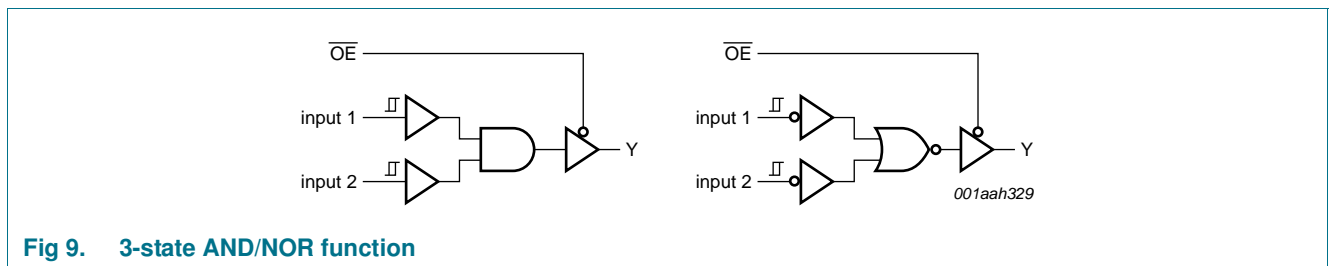 OE
input 1
input 2
Y
OE
input 1
input 2
Y
001aah329
Fig 9. 3-state AND/NOR function